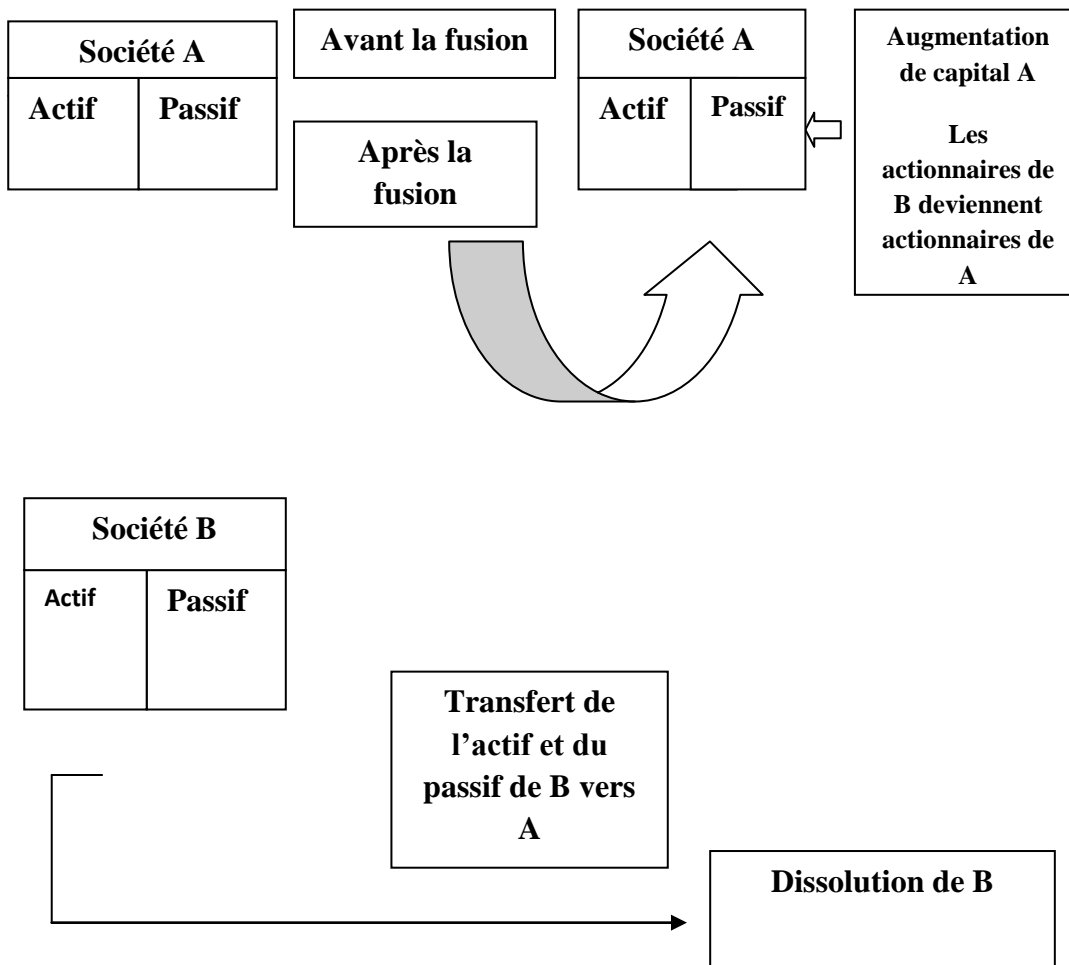 Société A
Actif
Passif
Avant la fusion
Après la
fusion
Société A
Actif
Passif
Augmentation
de capital A
Les
actionnaires de
B deviennent
actionnaires de
A
Société B
Actif
Passif
Transfert de
l’actif et du
passif de B vers
A
Dissolution de B